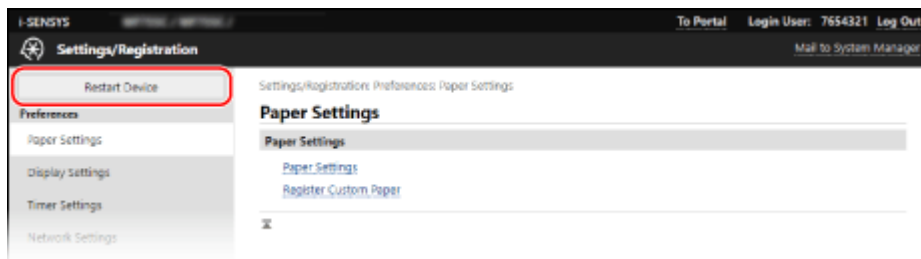 i-SENSYS
To Portal Login User: 7654321 Log Out
Settings/Registration
Mail to System Manager
Restart Device
Preferences
Paper Settings
Display Settings
Timer Settings
Network Settings
Settings/Registration: Preferences: Paper Settings
Paper Settings
Paper Settings
Paper Settings
Register Custom Paper